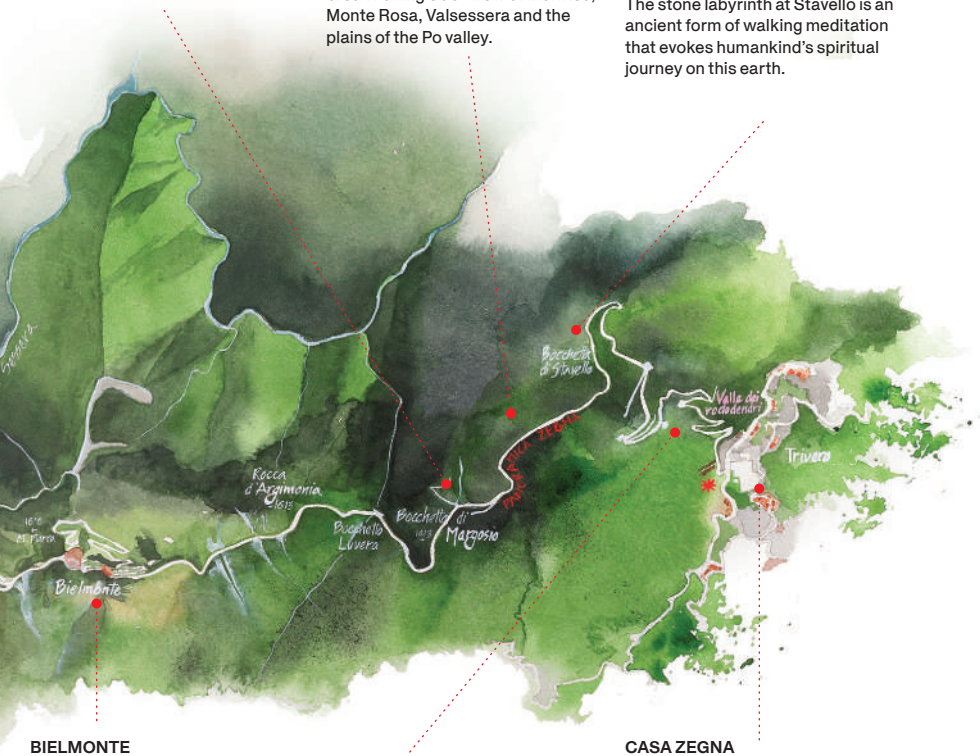 Monte Rosa, Valsessera and the
plains of the Po valley.
The stone labyrinth at Stavello is an
ancient form of walking meditation
that evokes humankind's spiritual
journey on this earth.
Bocchetta
di Stavello
Valle dei
rododendri
PANORAMICA ZEGNA
Trivero
Rocca
d'Argimonia
1613
Bocchetto
Luvera
Bocchetto di
Margosio
Bielmonte
BIELMONTE
CASA ZEGNA